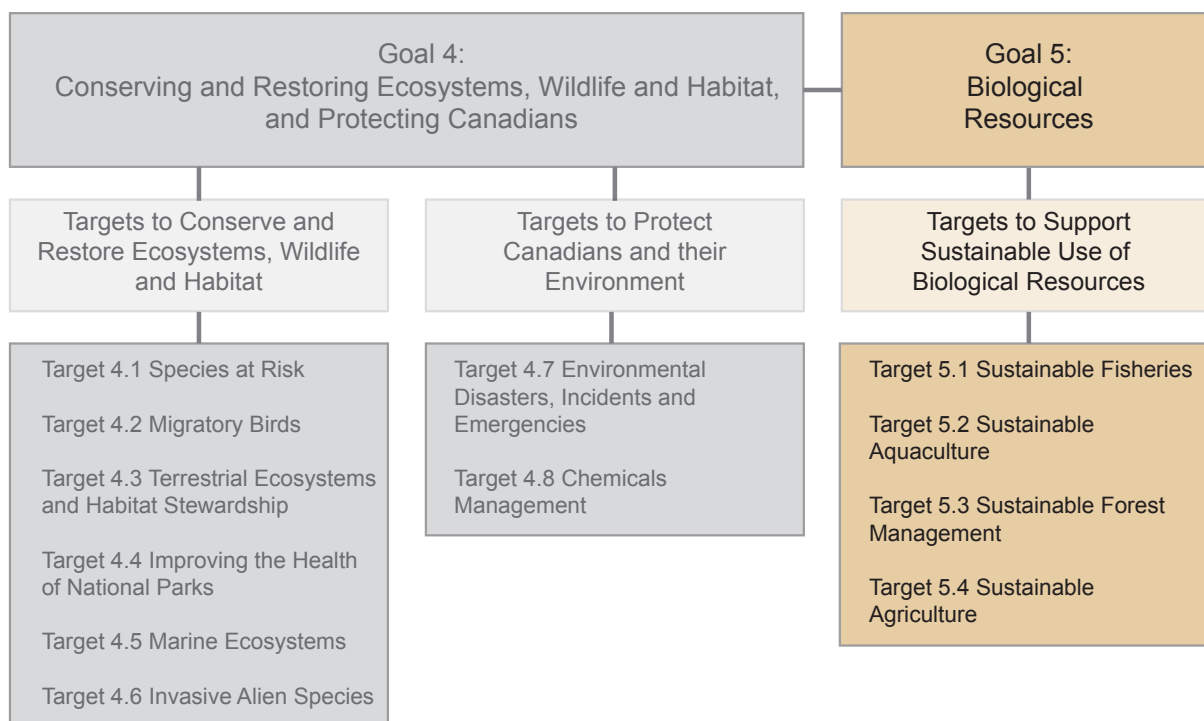 Goal 4:
Conserving and Restoring Ecosystems, Wildlife and Habitat,
and Protecting Canadians
Goal 5:
Biological
Resources
Targets to Conserve and
Restore Ecosystems, Wildlife
and Habitat
Targets to Protect
Canadians and their
Environment
Targets to Support
Sustainable Use of
Biological Resources
Target 4.1 Species at Risk
Target 4.2 Migratory Birds
Target 4.3 Terrestrial Ecosystems
and Habitat Stewardship
Target 4.4 Improving the Health
of National Parks
Target 4.5 Marine Ecosystems
Target 4.6 Invasive Alien Species
Target 4.7 Environmental
Disasters, Incidents and
Emergencies
Target 4.8 Chemicals
Management
Target 5.1 Sustainable Fisheries
Target 5.2 Sustainable
Aquaculture
Target 5.3 Sustainable Forest
Management
Target 5.4 Sustainable
Agriculture